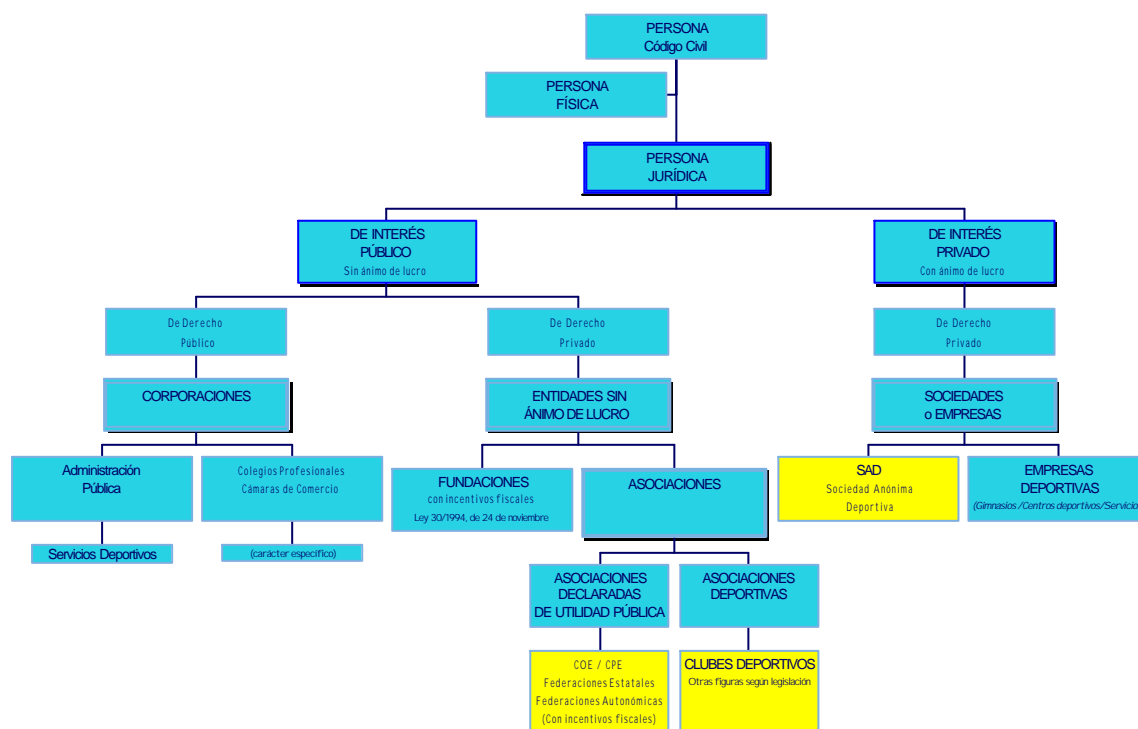 PERSONA
Código Civil
PERSONA
FÍSICA
PERSONA
JURÍDICA
DE INTERÉS
PÚBLICO
Sin ánimo de lucro
DE INTERÉS
PRIVADO
Con ánimo de lucro
De Derecho
Público
De Derecho
Privado
De Derecho
Privado
CORPORACIONES
ENTIDADES SIN
ÁNIMO DE LUCRO
SOCIEDADES
o EMPRESAS
Administración
Pública
Colegios Profesionales
Cámaras de Comercio
FUNDACIONES
con incentivos fiscales
Ley 30/1994, de 24 de noviembre
ASOCIACIONES
SAD
Sociedad Anónima
Deportiva
EMPRESAS
DEPORTIVAS
(Gimnasios /Centros deportivos/Servicio
Servicios Deportivos
(carácter específico)
ASOCIACIONES
DECLARADAS
DE UTILIDAD PÚBLICA
ASOCIACIONES
DEPORTIVAS
COE / CPE
Federaciones Estatales
Federaciones Autonómicas
(Con incentivos fiscales)
CLUBES DEPORTIVOS
Otras figuras según legislación